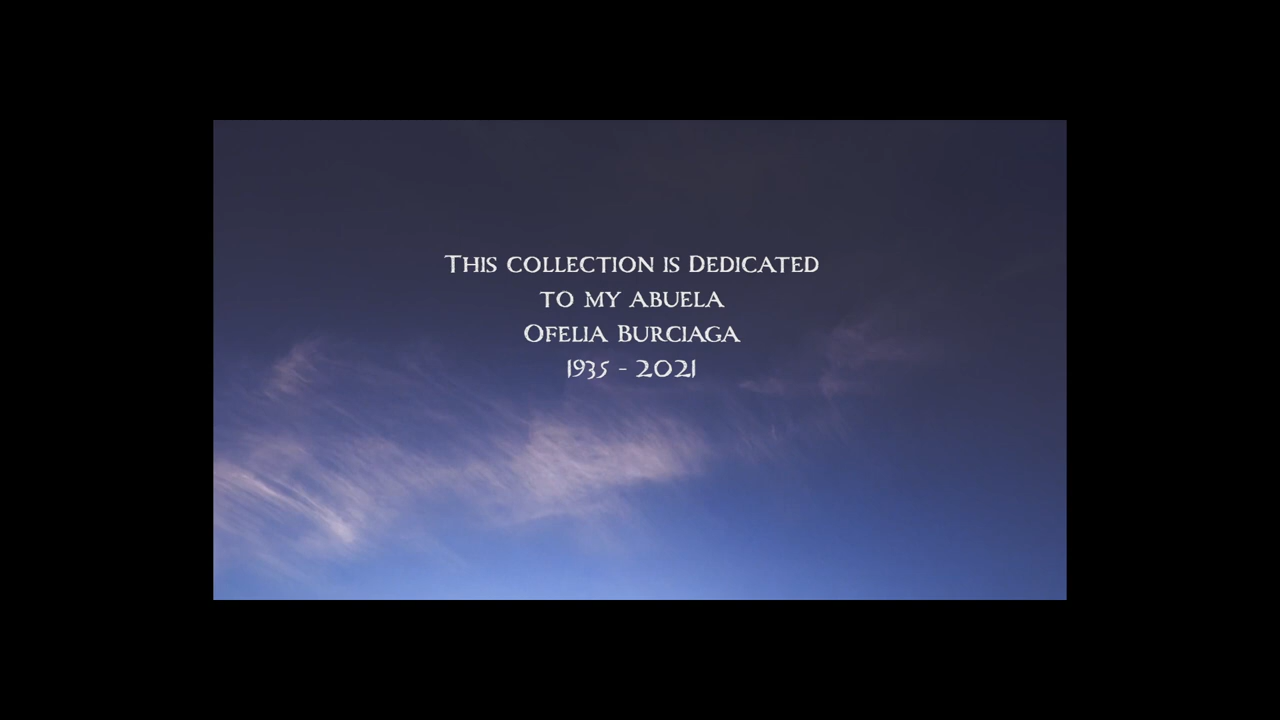 This collection is Dedicated
to my abuela
Ofelia Burciaga
1935 - 2021